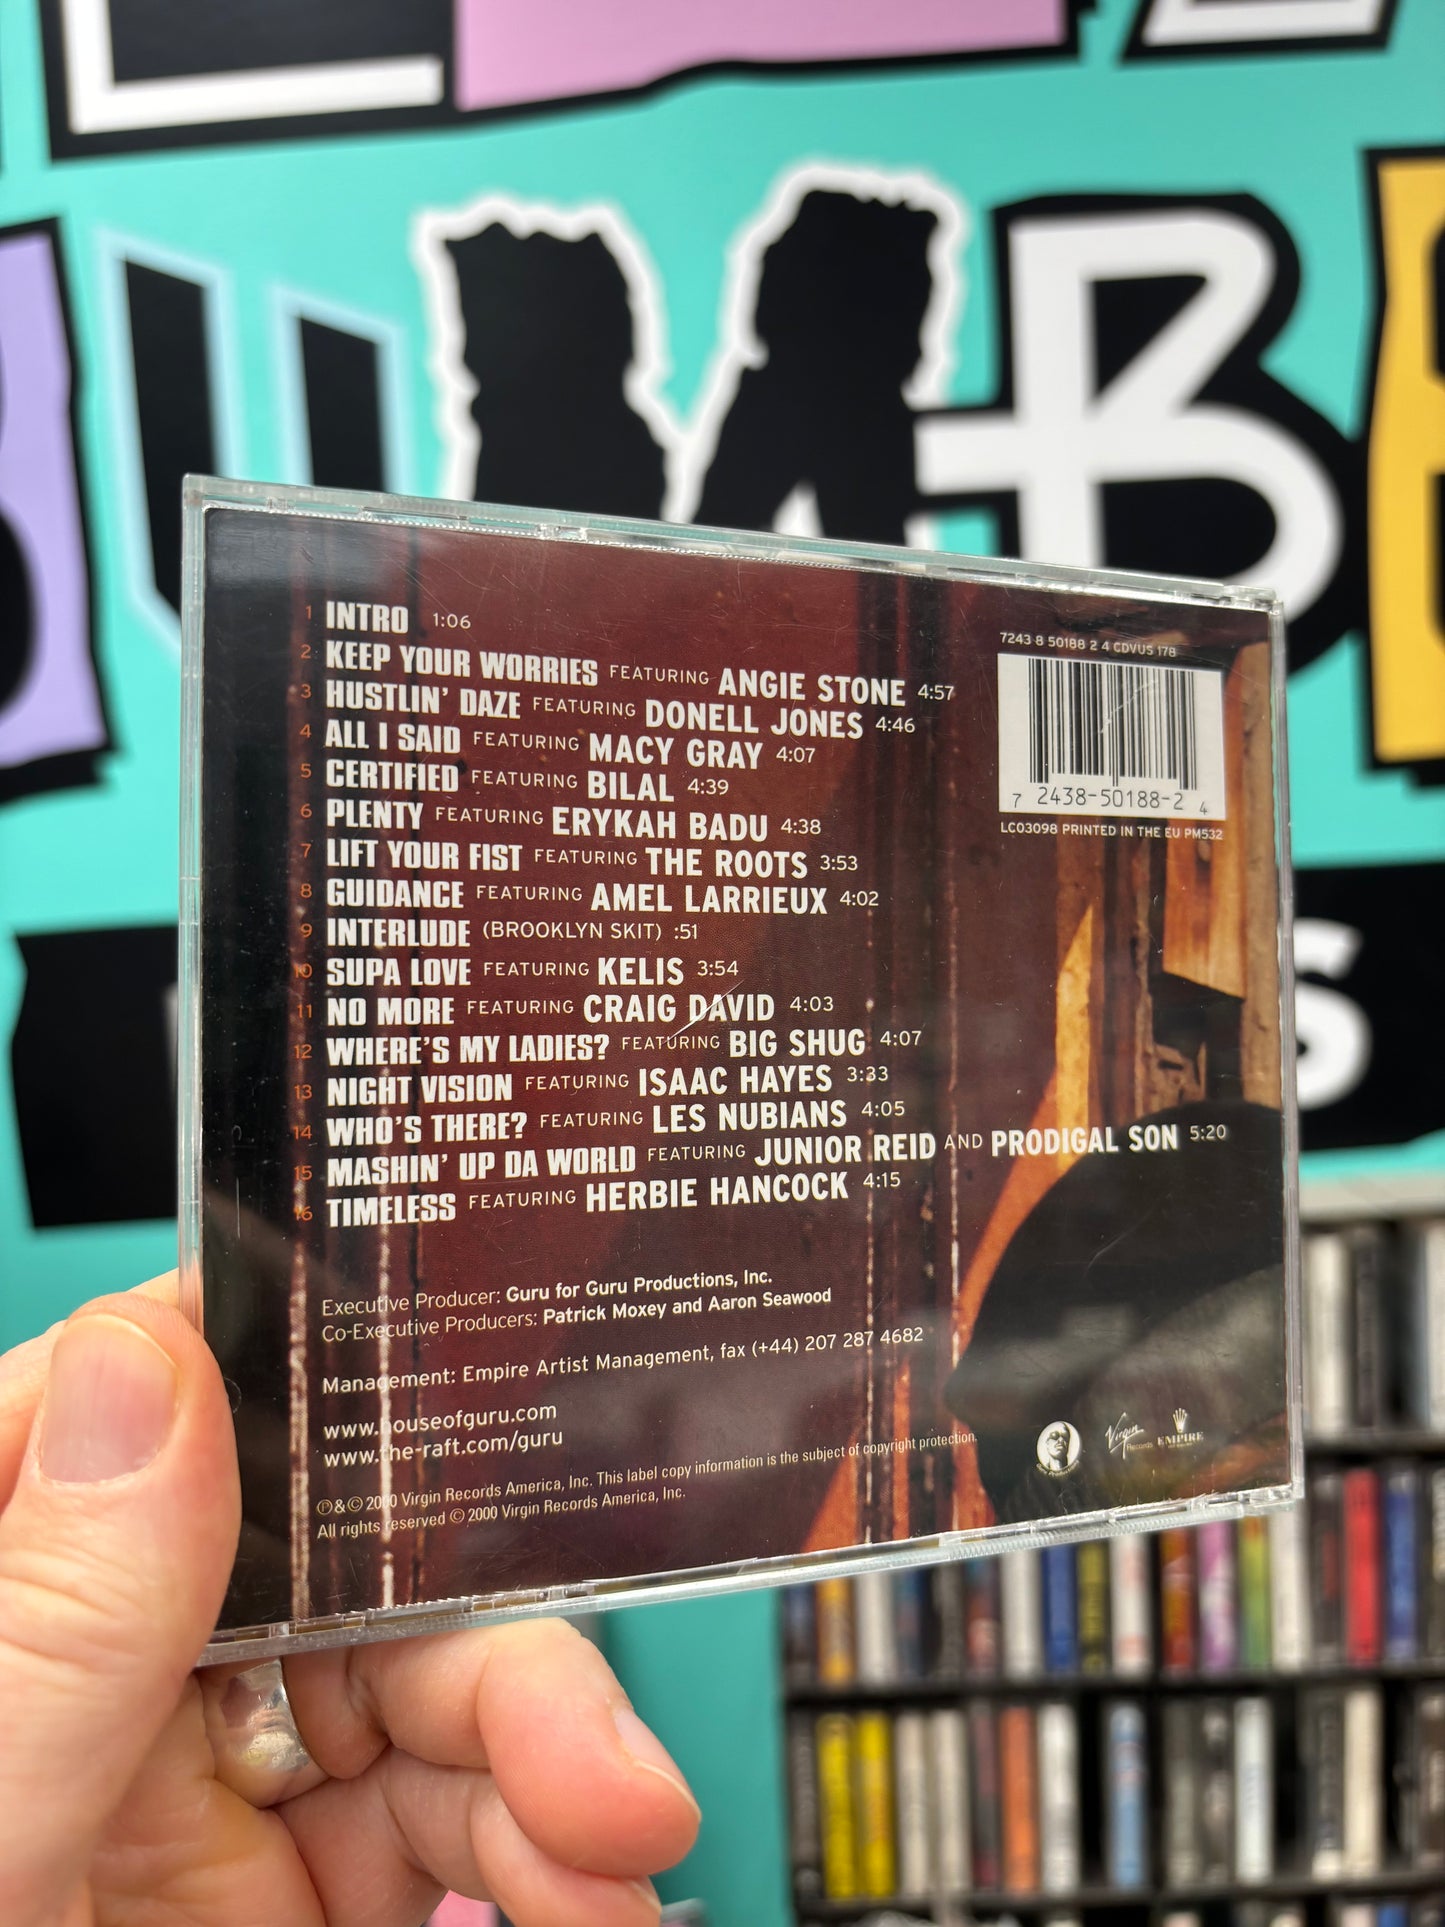 1 INTRO 1:06
2 KEEP YOUR WORRIES FEATURING ANGIE STONE 4:57
3 HUSTLIN' DAZE FEATURING DONELL JONES 4:46
4 ALL I SAID FEATURING MACY GRAY 4:07
5 CERTIFIED FEATURING BILAL 4:39
6 PLENTY FEATURING ERYKAH BADU 4:38
7 LIFT YOUR FIST FEATURING THE ROOTS 3:53
8 GUIDANCE FEATURING AMEL LARRIEUX 4:02
9 INTERLUDE (BROOKLYN SKIT) :51
10 SUPA LOVE FEATURING KELIS 3:54
11 NO MORE FEATURING CRAIG DAVID 4:03
12 WHERE'S MY LADIES? FEATURING BIG SHUG 4:07
13 NIGHT VISION FEATURING ISAAC HAYES 3:33
14 WHO'S THERE? FEATURING LES NUBIANS 4:05
15 MASHIN' UP DA WORLD FEATURING JUNIOR REID AND PRODIGAL SON 5:20
16 TIMELESS FEATURING HERBIE HANCOCK 4:15
7243 8 50188 2 4 CDVUS 178
7 2438-50188-2 4
LC03098 PRINTED IN THE EU PM532
Executive Producer: Guru for Guru Productions, Inc.
Co-Executive Producers: Patrick Moxey and Aaron Seawood
Management: Empire Artist Management, fax (+44) 207 287 4682
www.houseofguru.com
www.the-raft.com/guru
℗&© 2000 Virgin Records America, Inc. This label copy information is the subject of copyright protection.
All rights reserved © 2000 Virgin Records America, Inc.
Virgin Records
EMPIRE